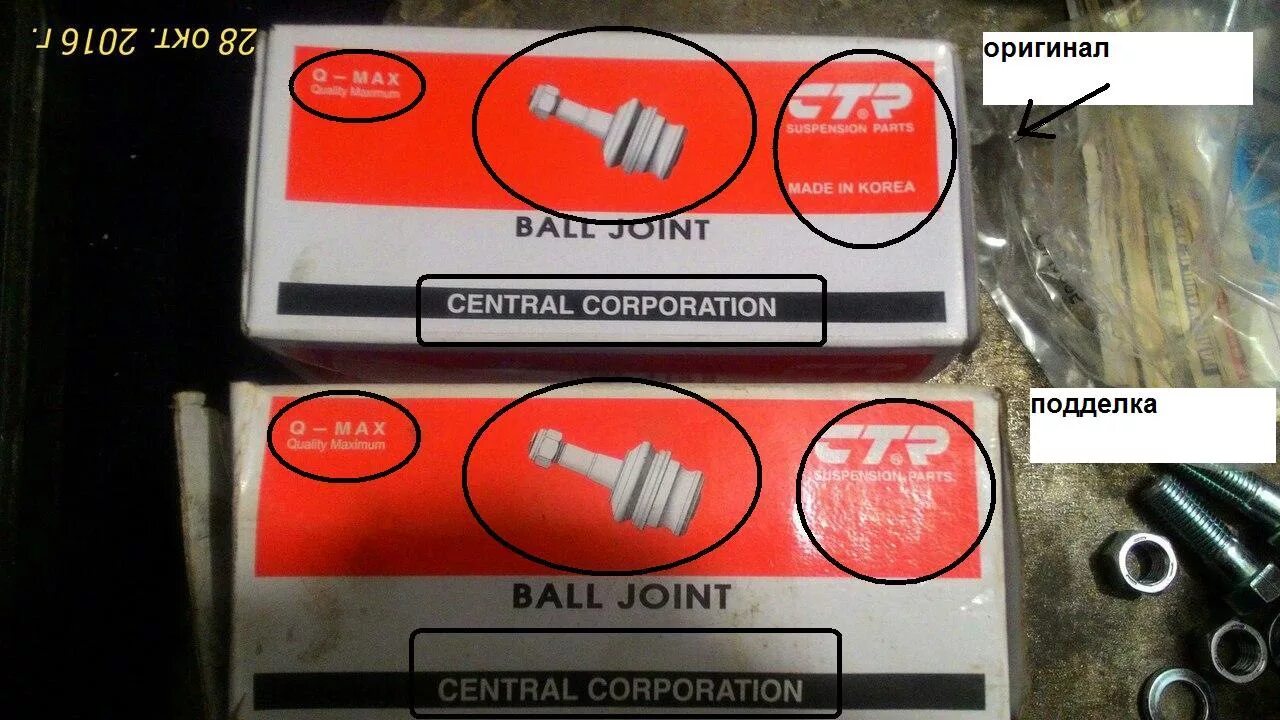 28 окт. 2016 г.
оригинал
Q – MAX
Quality Maximum
CTR
®
SUSPENSION PARTS
MADE IN KOREA
BALL JOINT
CENTRAL CORPORATION
подделка
Q – MAX
Quality Maximum
CTR
®
SUSPENSION PARTS
BALL JOINT
CENTRAL CORPORATION